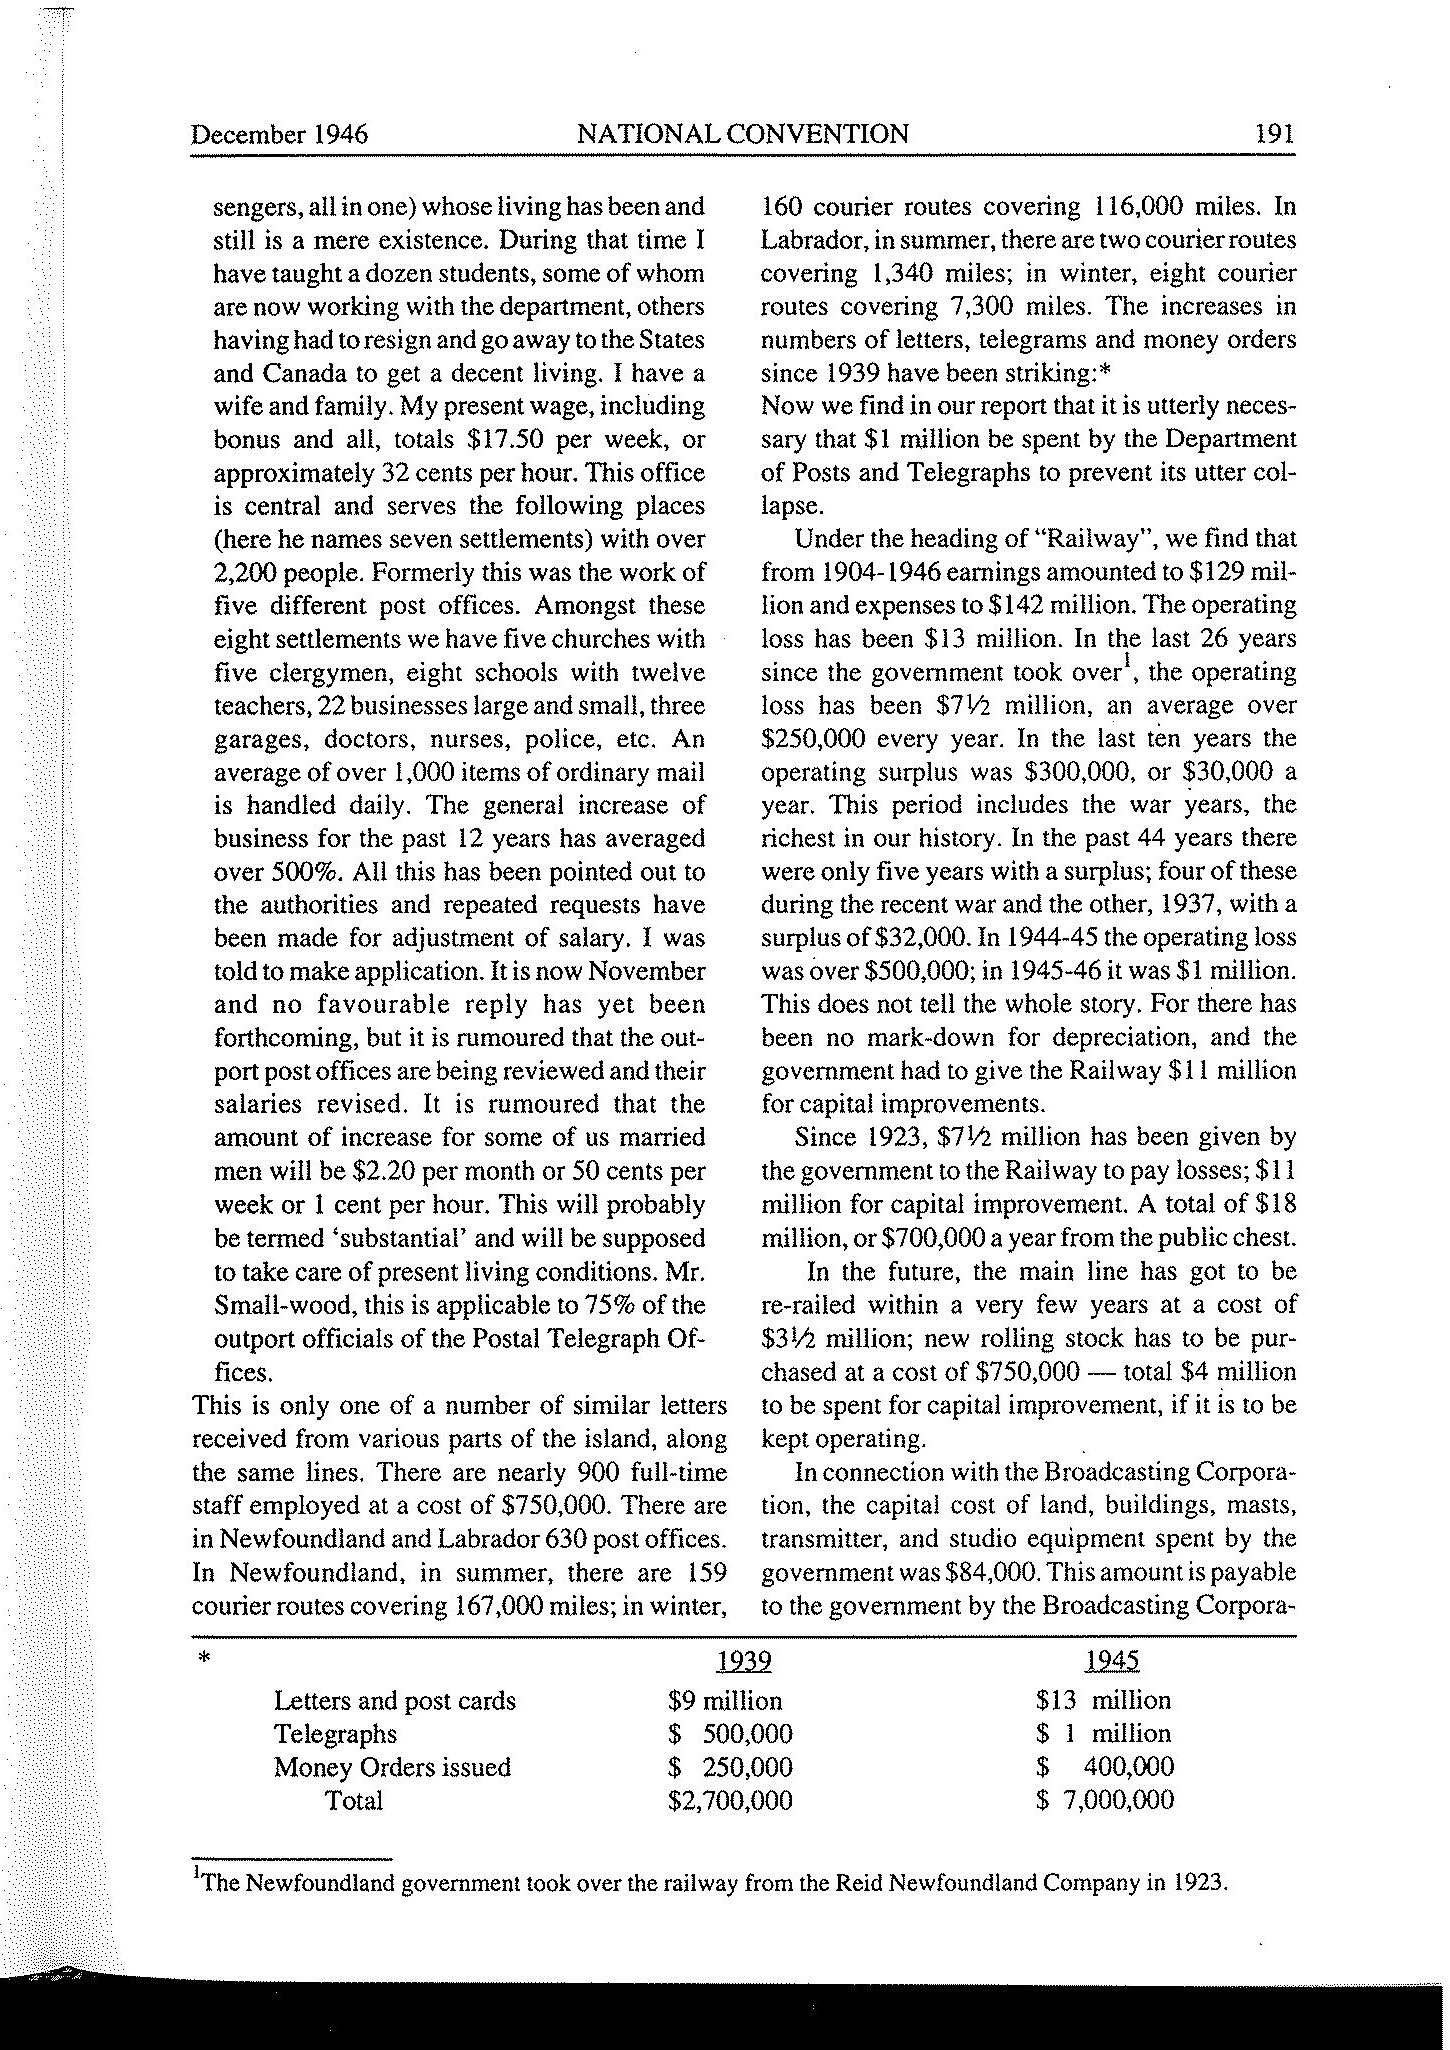 December 1946 NATIONAL CONVENTION 191
sengers, all in one) whose living has been and
still is a mere existence. During that time I
have taught a dozen students, some of whom
are now working with the department, others
having had to resign and go away to the States
and Canada to get a decent living. I have a
wife and family. My present wage, including
bonus and all, totals $17.50 per week, or
approximately 32 cents per hour. This office
is central and serves the following places
(here he names seven settlements) with over
2,200 people. Formerly this was the work of
five different post offices. Amongst these
eight settlements we have five churches with
five clergymen, eight schools with twelve
teachers, 22 businesses large and small, three
garages, doctors, nurses, police, etc. An
average of over 1,000 items of ordinary mail
is handled daily. The general increase of
business for the past 12 years has averaged
over 500%. All this has been pointed out to
the authorities and repeated requests have
been made for adjustment of salary. I was
told to make application. It is now November
and no favourable reply has yet been
forthcoming, but it is rumoured that the out-
port post offices are being reviewed and their
salaries revised. It is rumoured that the
amount of increase for some of us married
men will be $2.20 per month or 50 cents per
week or 1 cent per hour. This will probably
be termed ‘substantial’ and will be supposed
to take care of present living conditions. Mr.
Small-wood, this is applicable to 75% of the
outport officials of the Postal Telegraph Of-
fices.
This is only one of a number of similar letters
received from various parts of the island, along
the same lines. There are nearly 900 full-time
staff employed at a cost of $750,000. There are
in Newfoundland and Labrador 630 post offices.
In Newfoundland, in summer, there are 159
courier routes covering 167,000 miles; in winter,
160 courier routes covering 116,000 miles. In
Labrador, in summer, there are two courier routes
covering 1,340 miles; in winter, eight courier
routes covering 7,300 miles. The increases in
numbers of letters, telegrams and money orders
since 1939 have been striking:*
Now we find in our report that it is utterly neces-
sary that $1 million be spent by the Department
of Posts and Telegraphs to prevent its utter col-
lapse.
Under the heading of “Railway”, we find that
from 1904-1946 earnings amounted to $129 mil-
lion and expenses to $142 million. The operating
loss has been $13 million. In the last 26 years
since the government took over¹, the operating
loss has been $7½ million, an average over
$250,000 every year. In the last ten years the
operating surplus was $300,000, or $30,000 a
year. This period includes the war years, the
richest in our history. In the past 44 years there
were only five years with a surplus; four of these
during the recent war and the other, 1937, with a
surplus of $32,000. In 1944-45 the operating loss
was over $500,000; in 1945-46 it was $1 million.
This does not tell the whole story. For there has
been no mark-down for depreciation, and the
government had to give the Railway $11 million
for capital improvements.
Since 1923, $7½ million has been given by
the government to the Railway to pay losses; $11
million for capital improvement. A total of $18
million, or $700,000 a year from the public chest.
In the future, the main line has got to be
re-railed within a very few years at a cost of
$3½ million; new rolling stock has to be pur-
chased at a cost of $750,000 — total $4 million
to be spent for capital improvement, if it is to be
kept operating.
In connection with the Broadcasting Corpora-
tion, the capital cost of land, buildings, masts,
transmitter, and studio equipment spent by the
government was $84,000. This amount is payable
to the government by the Broadcasting Corpora-
* 1939 1945
Letters and post cards $9 million $13 million
Telegraphs $ 500,000 $ 1 million
Money Orders issued $ 250,000 $ 400,000
Total $2,700,000 $ 7,000,000
¹The Newfoundland government took over the railway from the Reid Newfoundland Company in 1923.